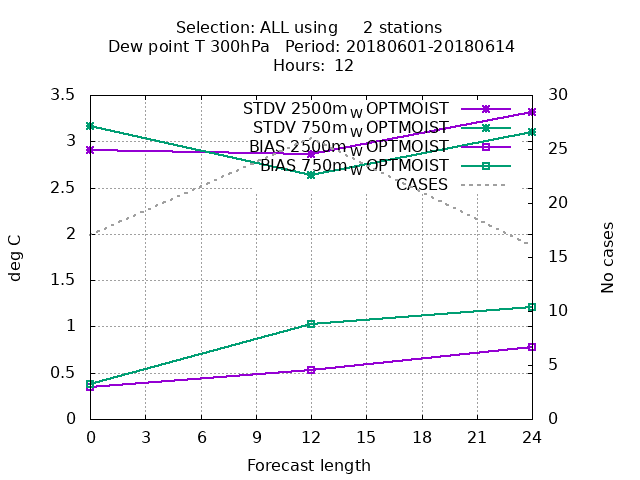 Selection: ALL using     2 stations
Dew point T 300hPa   Period: 20180601-20180614
Hours:  12
3.5
3
2.5
2
1.5
1
0.5
0
30
25
20
15
10
5
0
STDV 2500m_W OPTMOIST
STDV 750m_W OPTMOIST
BIAS 2500m_W OPTMOIST
BIAS 750m_W OPTMOIST
CASES
deg C
No cases
0 3 6 9 12 15 18 21 24
Forecast length